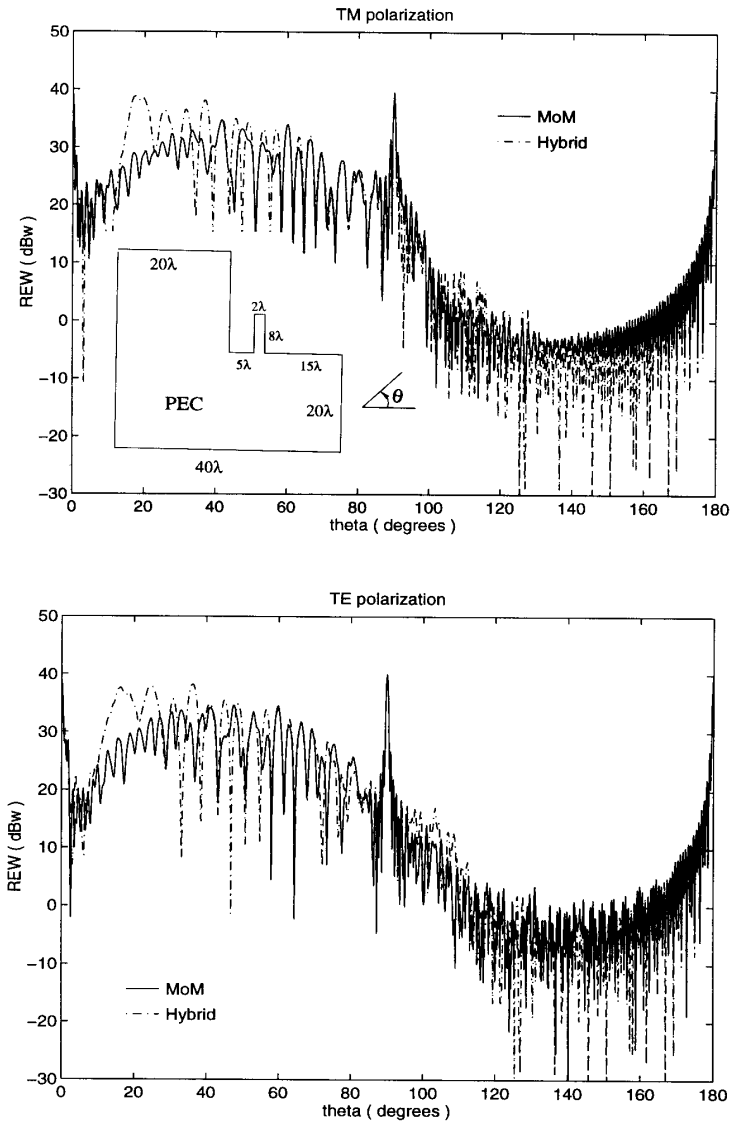 TM polarization
50
40
30
20
10
0
−10
−20
−30
REW ( dBw )
MoM
Hybrid
20λ
2λ
8λ
5λ
15λ
PEC
20λ
θ
40λ
0 20 40 60 80 100 120 140 160 180
theta ( degrees )
TE polarization
50
40
30
20
10
0
−10
−20
−30
REW ( dBw )
MoM
Hybrid
0 20 40 60 80 100 120 140 160 180
theta ( degrees )